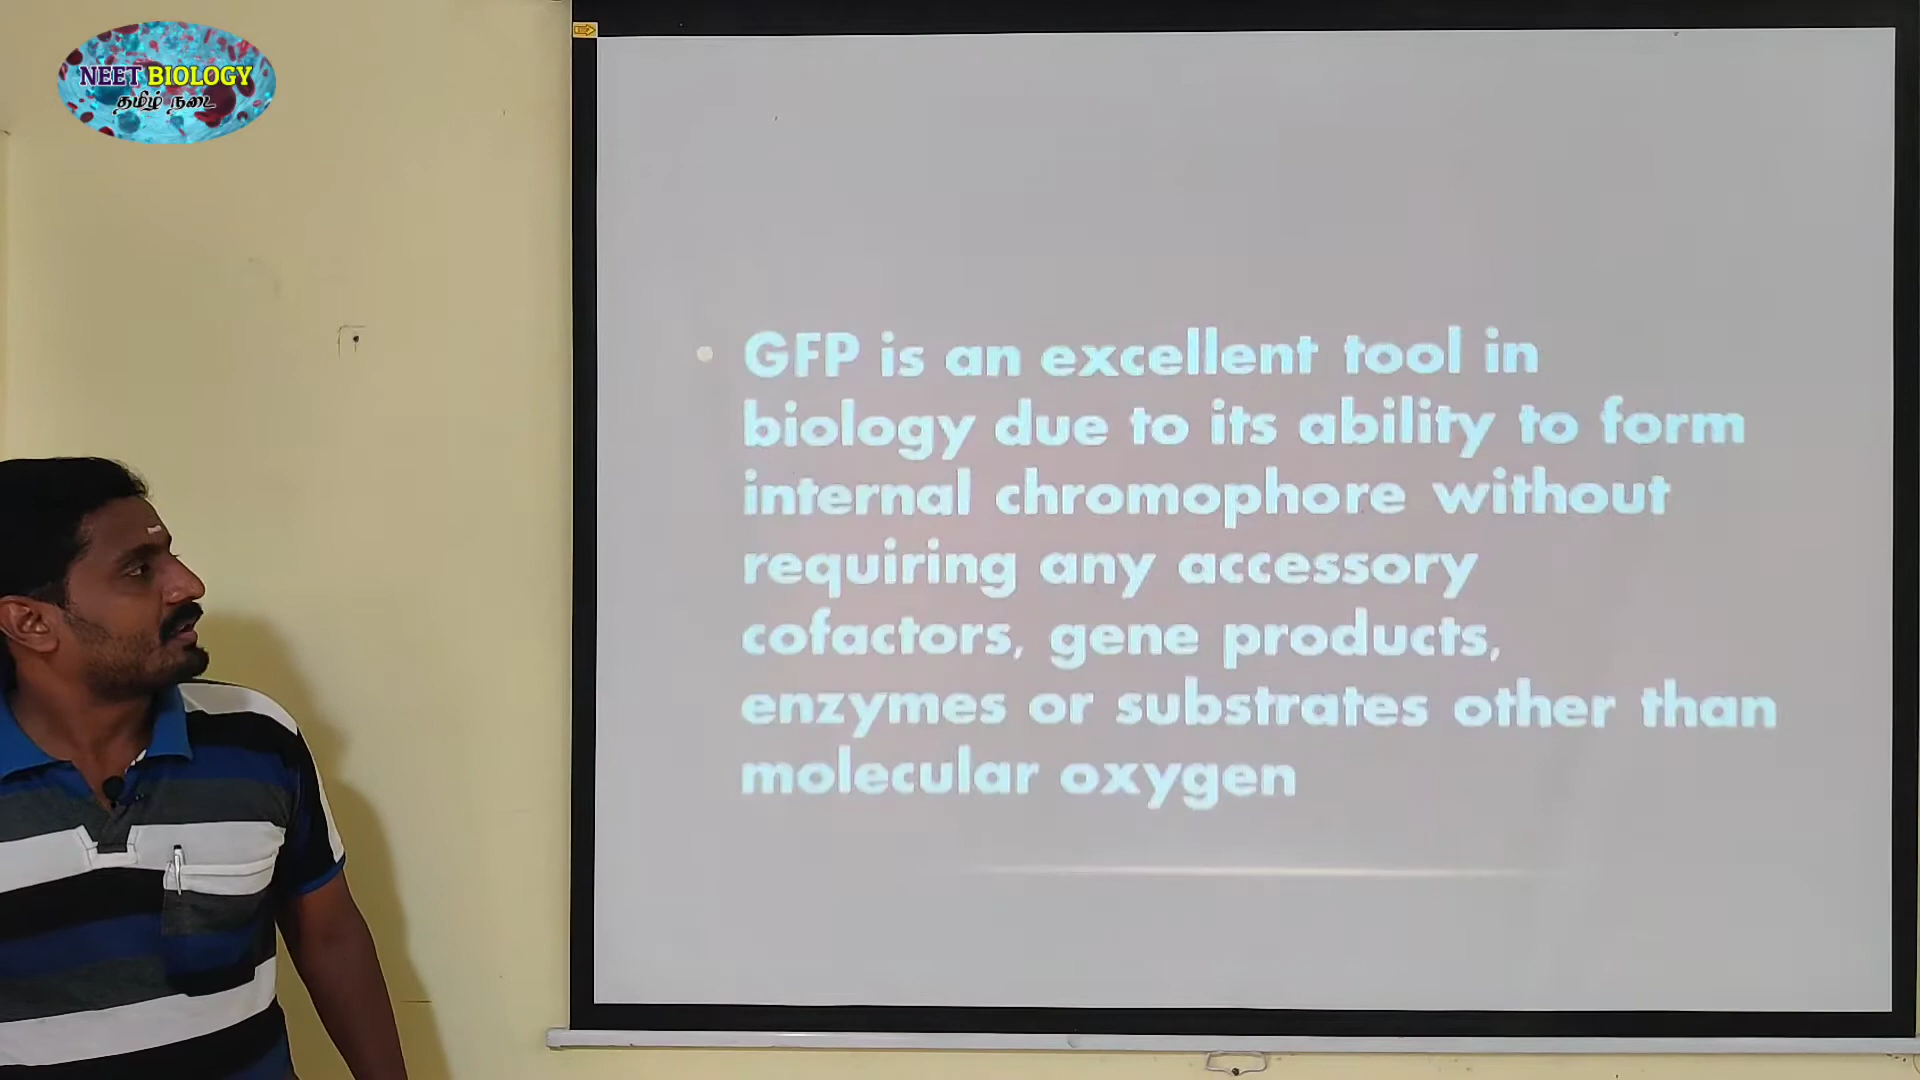 NEET BIOLOGY
தமிழ் நடை
• GFP is an excellent tool in
biology due to its ability to form
internal chromophore without
requiring any accessory
cofactors, gene products,
enzymes or substrates other than
molecular oxygen